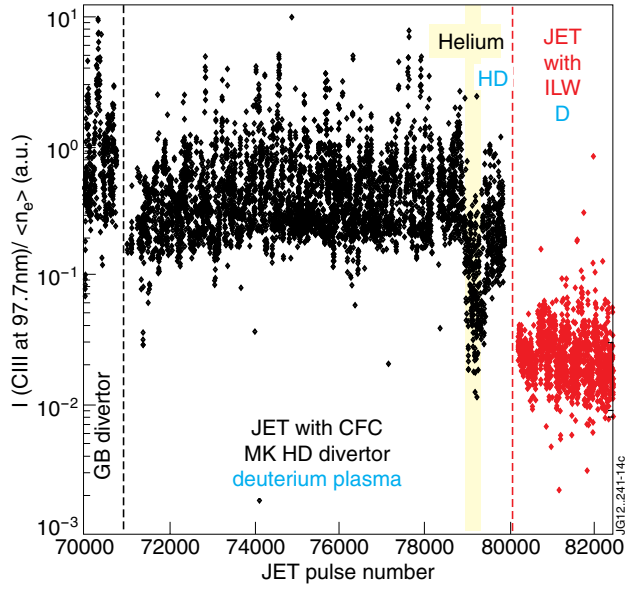 I (CIII at 97.7nm)/ <nₑ> (a.u.)
10¹
10⁰
10⁻¹
10⁻²
10⁻³
GB divertor
Helium
HD
JET
with
ILW
D
JET with CFC
MK HD divertor
deuterium plasma
70000 72000 74000 76000 78000 80000 82000
JET pulse number
JG12..241-14c